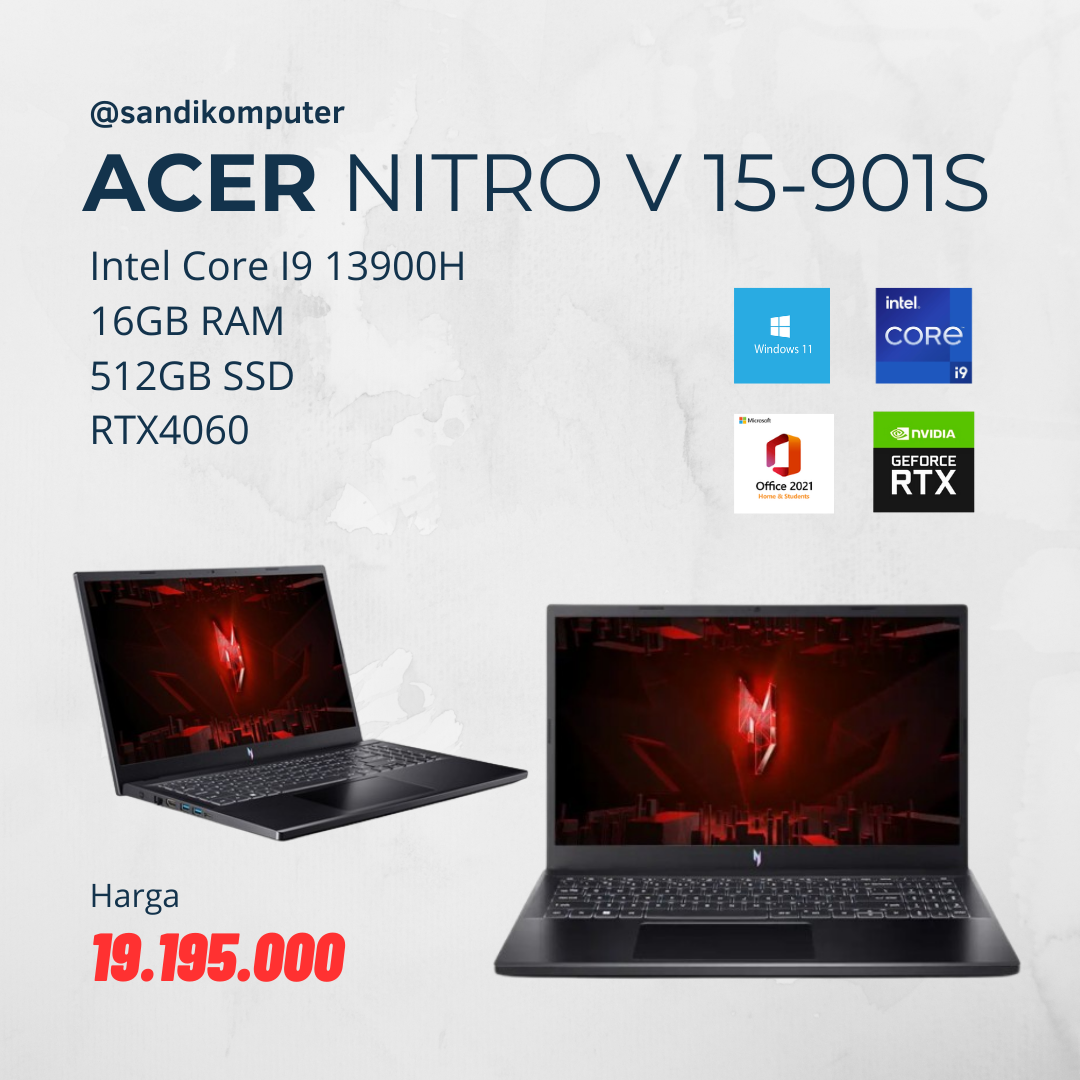 @sandikomputer
ACER NITRO V 15-901S
Intel Core I9 13900H
16GB RAM
512GB SSD
RTX4060
Windows 11
intel.
CORE
i9
Microsoft
Office 2021
Home & Students
NVIDIA
GEFORCE
RTX
Harga
19.195.000